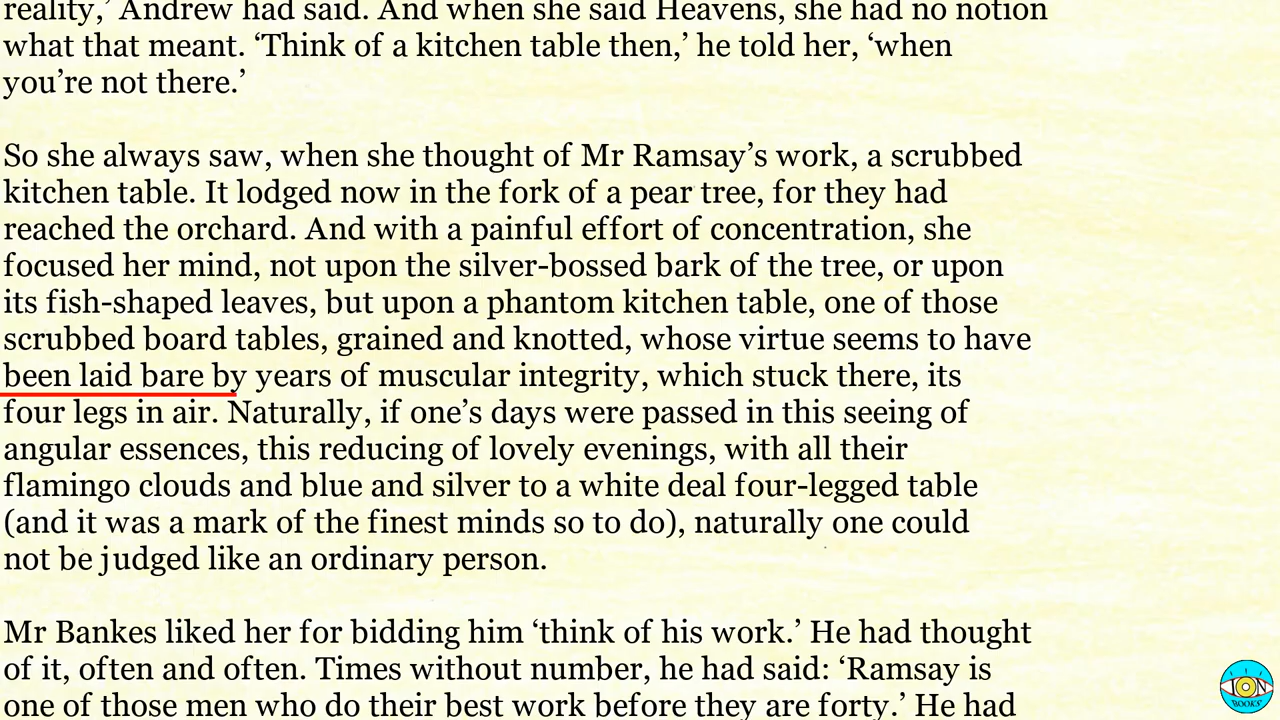 reality,’ Andrew had said. And when she said Heavens, she had no notion
what that meant. ‘Think of a kitchen table then,’ he told her, ‘when
you’re not there.’
So she always saw, when she thought of Mr Ramsay’s work, a scrubbed
kitchen table. It lodged now in the fork of a pear tree, for they had
reached the orchard. And with a painful effort of concentration, she
focused her mind, not upon the silver-bossed bark of the tree, or upon
its fish-shaped leaves, but upon a phantom kitchen table, one of those
scrubbed board tables, grained and knotted, whose virtue seems to have
been laid bare by years of muscular integrity, which stuck there, its
four legs in air. Naturally, if one’s days were passed in this seeing of
angular essences, this reducing of lovely evenings, with all their
flamingo clouds and blue and silver to a white deal four-legged table
(and it was a mark of the finest minds so to do), naturally one could
not be judged like an ordinary person.
Mr Bankes liked her for bidding him ‘think of his work.’ He had thought
of it, often and often. Times without number, he had said: ‘Ramsay is
one of those men who do their best work before they are forty.’ He had
ION
BOOKS